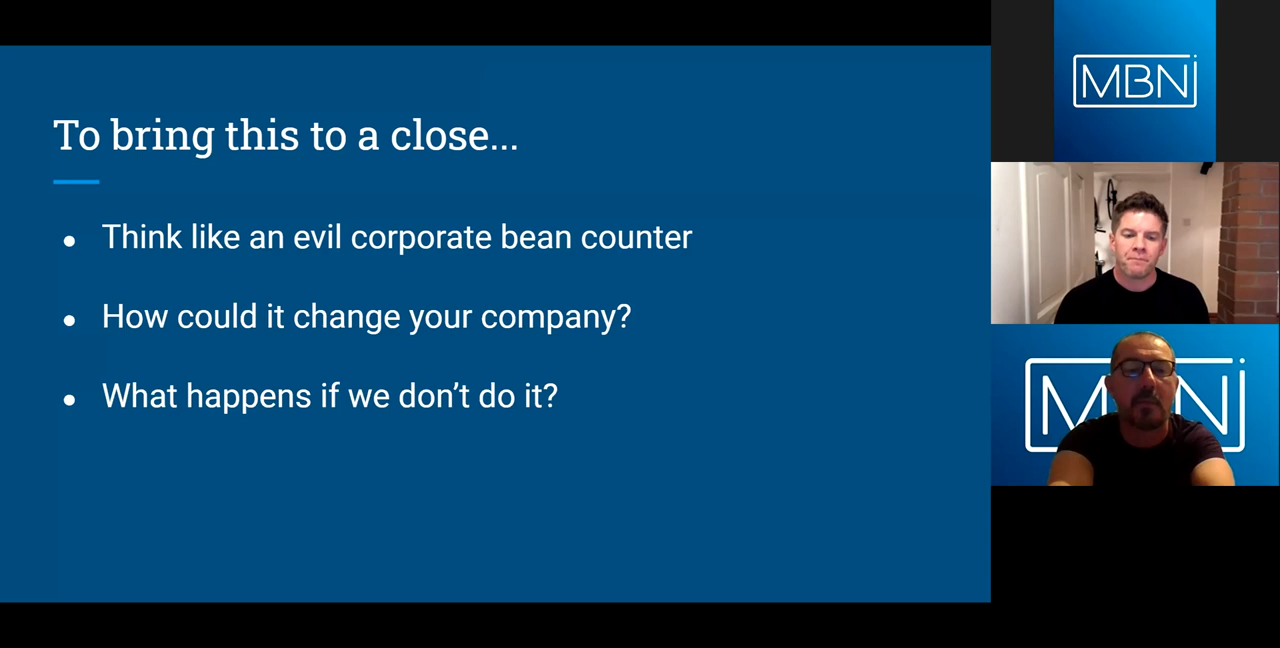 To bring this to a close...
● Think like an evil corporate bean counter
● How could it change your company?
● What happens if we don’t do it?
MBN
MBN